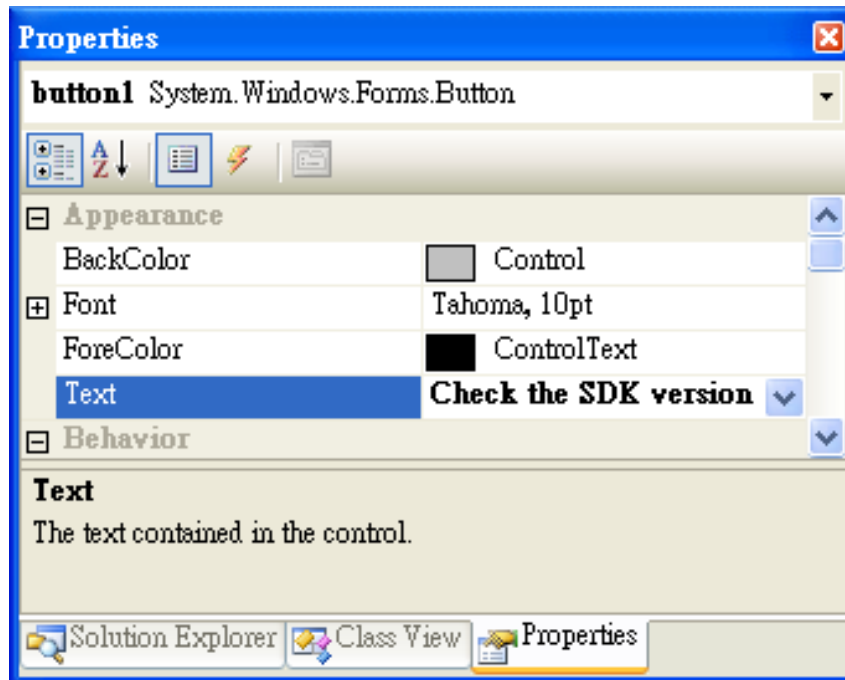 Properties
button1 System.Windows.Forms.Button
Appearance
BackColor Control
Font Tahoma, 10pt
ForeColor ControlText
Text Check the SDK version
Behavior
Text
The text contained in the control.
Solution Explorer Class View Properties